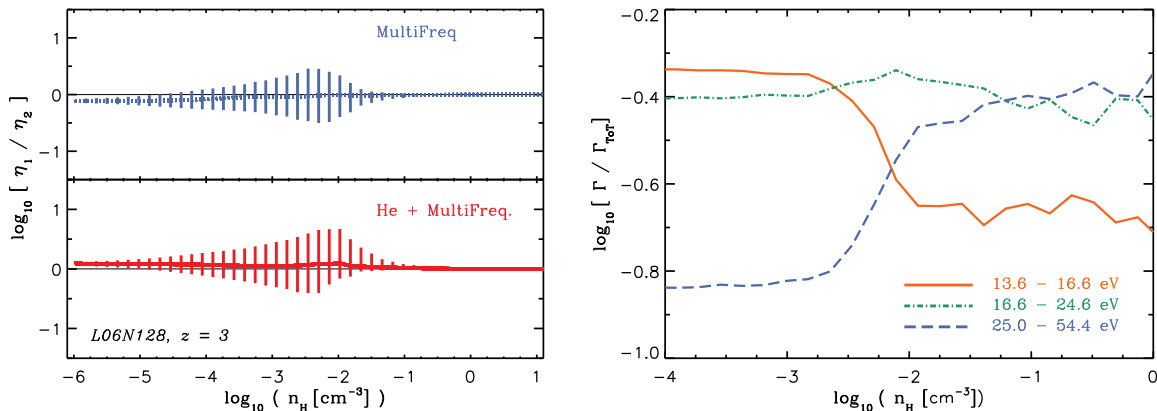 MultiFreq
1
0
-1
He + MultiFreq.
1
0
-1
L06N128, z = 3
log10 [ η1 / η2 ]
-6 -5 -4 -3 -2 -1 0 1
log10 ( nH [cm-3] )
-0.2
-0.4
-0.6
-0.8
-1.0
log10 [ Γ / ΓToT ]
13.6 - 16.6 eV
16.6 - 24.6 eV
25.0 - 54.4 eV
-4 -3 -2 -1 0
log10 ( nH [cm-3])